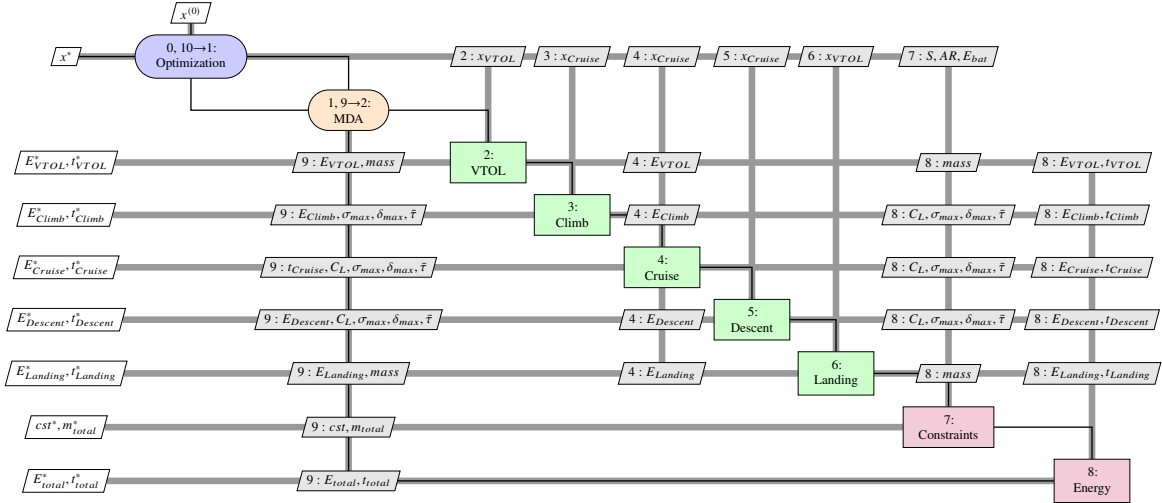 x^(0)
x*
0, 10→1:
Optimization
2 : x_VTOL
3 : x_Cruise
4 : x_Cruise
5 : x_Cruise
6 : x_VTOL
7 : S, AR, E_bat
1, 9→2:
MDA
E*_VTOL, t*_VTOL
9 : E_VTOL, mass
2:
VTOL
4 : E_VTOL
8 : mass
8 : E_VTOL, t_VTOL
E*_Climb, t*_Climb
9 : E_Climb, σ_max, δ_max, τ̄
3:
Climb
4 : E_Climb
8 : C_L, σ_max, δ_max, τ̄
8 : E_Climb, t_Climb
E*_Cruise, t*_Cruise
9 : t_Cruise, C_L, σ_max, δ_max, τ̄
4:
Cruise
8 : C_L, σ_max, δ_max, τ̄
8 : E_Cruise, t_Cruise
E*_Descent, t*_Descent
9 : E_Descent, C_L, σ_max, δ_max, τ̄
4 : E_Descent
5:
Descent
8 : C_L, σ_max, δ_max, τ̄
8 : E_Descent, t_Descent
E*_Landing, t*_Landing
9 : E_Landing, mass
4 : E_Landing
6:
Landing
8 : mass
8 : E_Landing, t_Landing
cst*, m*_total
9 : cst, m_total
7:
Constraints
E*_total, t*_total
9 : E_total, t_total
8:
Energy